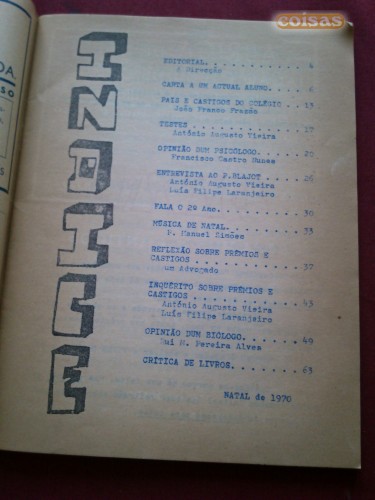 coisas
INDICE
EDITORIAL. . . . . . . . . . . . 4
A Direcção
CARTA A UM ACTUAL ALUNO. . . . 6
PAIS E CASTIGOS DO COLÉGIO . . 13
João Franco Frazão
TESTES . . . . . . . . . . . . 17
António Augusto Vieira
OPINIÃO DUM PSICÓLOGO. . . . . 20
Francisco Castro Nunes
ENTREVISTA AO P.BLAJOT . . . . 26
António Augusto Vieira
Luís Filipe Laranjeiro
FALA O 2º Ano. . . . . . . . . 30
MÚSICA DE NATAL. . . . . . . . 33
P. Manuel Simões
REFLEXÃO SOBRE PRÉMIOS E
CASTIGOS . . . . . . . . . . . 37
um Advogado
INQUÉRITO SOBRE PRÉMIOS E
CASTIGOS . . . . . . . . . . . 43
António Augusto Vieira
Luís Filipe Laranjeiro
OPINIÃO DUM BIÓLOGO. . . . . . 49
Rui M. Pereira Alves
CRÍTICA DE LIVROS. . . . . . . 63
NATAL de 1970